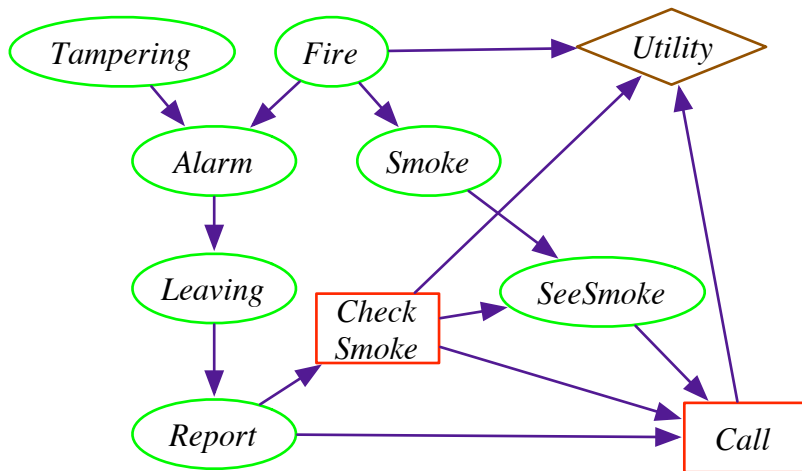 Tampering
Fire
Utility
Alarm
Smoke
Leaving
Check
Smoke
SeeSmoke
Report
Call